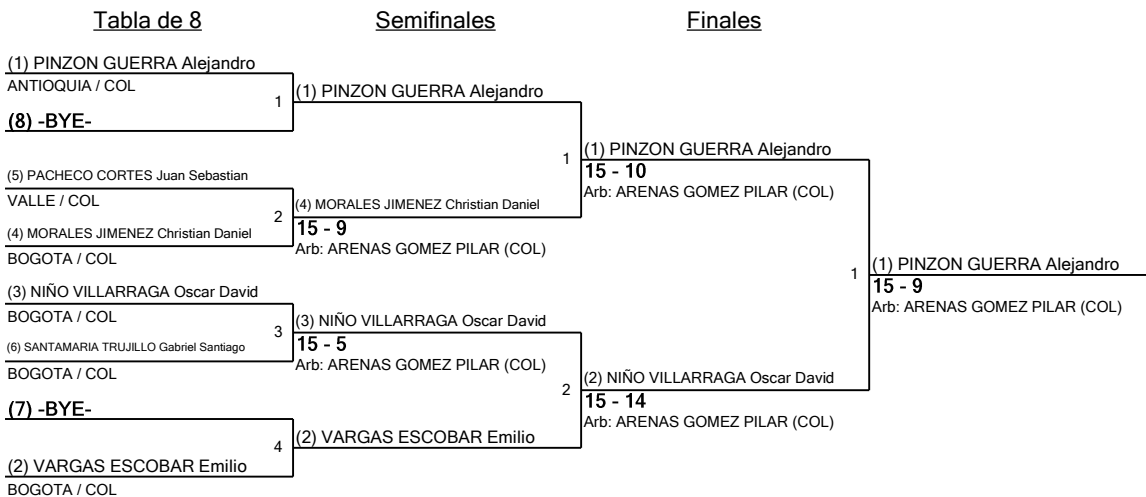 Tabla de 8
Semifinales
Finales
(1) PINZON GUERRA Alejandro
ANTIOQUIA / COL
1
(8) -BYE-
(5) PACHECO CORTES Juan Sebastian
VALLE / COL
2
(4) MORALES JIMENEZ Christian Daniel
BOGOTA / COL
(3) NIÑO VILLARRAGA Oscar David
BOGOTA / COL
3
(6) SANTAMARIA TRUJILLO Gabriel Santiago
BOGOTA / COL
(7) -BYE-
4
(2) VARGAS ESCOBAR Emilio
BOGOTA / COL
(1) PINZON GUERRA Alejandro
1
(4) MORALES JIMENEZ Christian Daniel
15 - 9
Arb: ARENAS GOMEZ PILAR (COL)
(3) NIÑO VILLARRAGA Oscar David
15 - 5
Arb: ARENAS GOMEZ PILAR (COL)
2
(2) VARGAS ESCOBAR Emilio
(1) PINZON GUERRA Alejandro
15 - 10
Arb: ARENAS GOMEZ PILAR (COL)
1
(2) NIÑO VILLARRAGA Oscar David
15 - 14
Arb: ARENAS GOMEZ PILAR (COL)
(1) PINZON GUERRA Alejandro
15 - 9
Arb: ARENAS GOMEZ PILAR (COL)